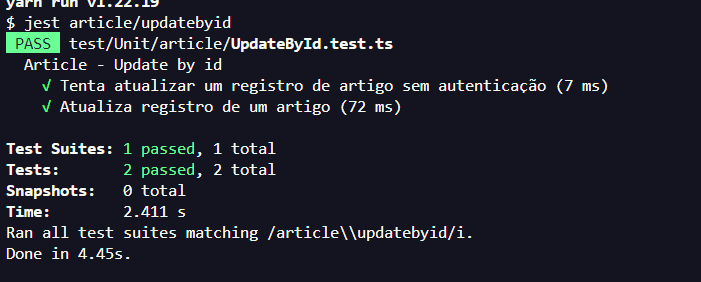 yarn run v1.22.19
$ jest article/updatebyid
PASS test/Unit/article/UpdateById.test.ts
Article - Update by id
√ Tenta atualizar um registro de artigo sem autenticação (7 ms)
√ Atualiza registro de um artigo (72 ms)
Test Suites: 1 passed, 1 total
Tests: 2 passed, 2 total
Snapshots: 0 total
Time: 2.411 s
Ran all test suites matching /article\\updatebyid/i.
Done in 4.45s.